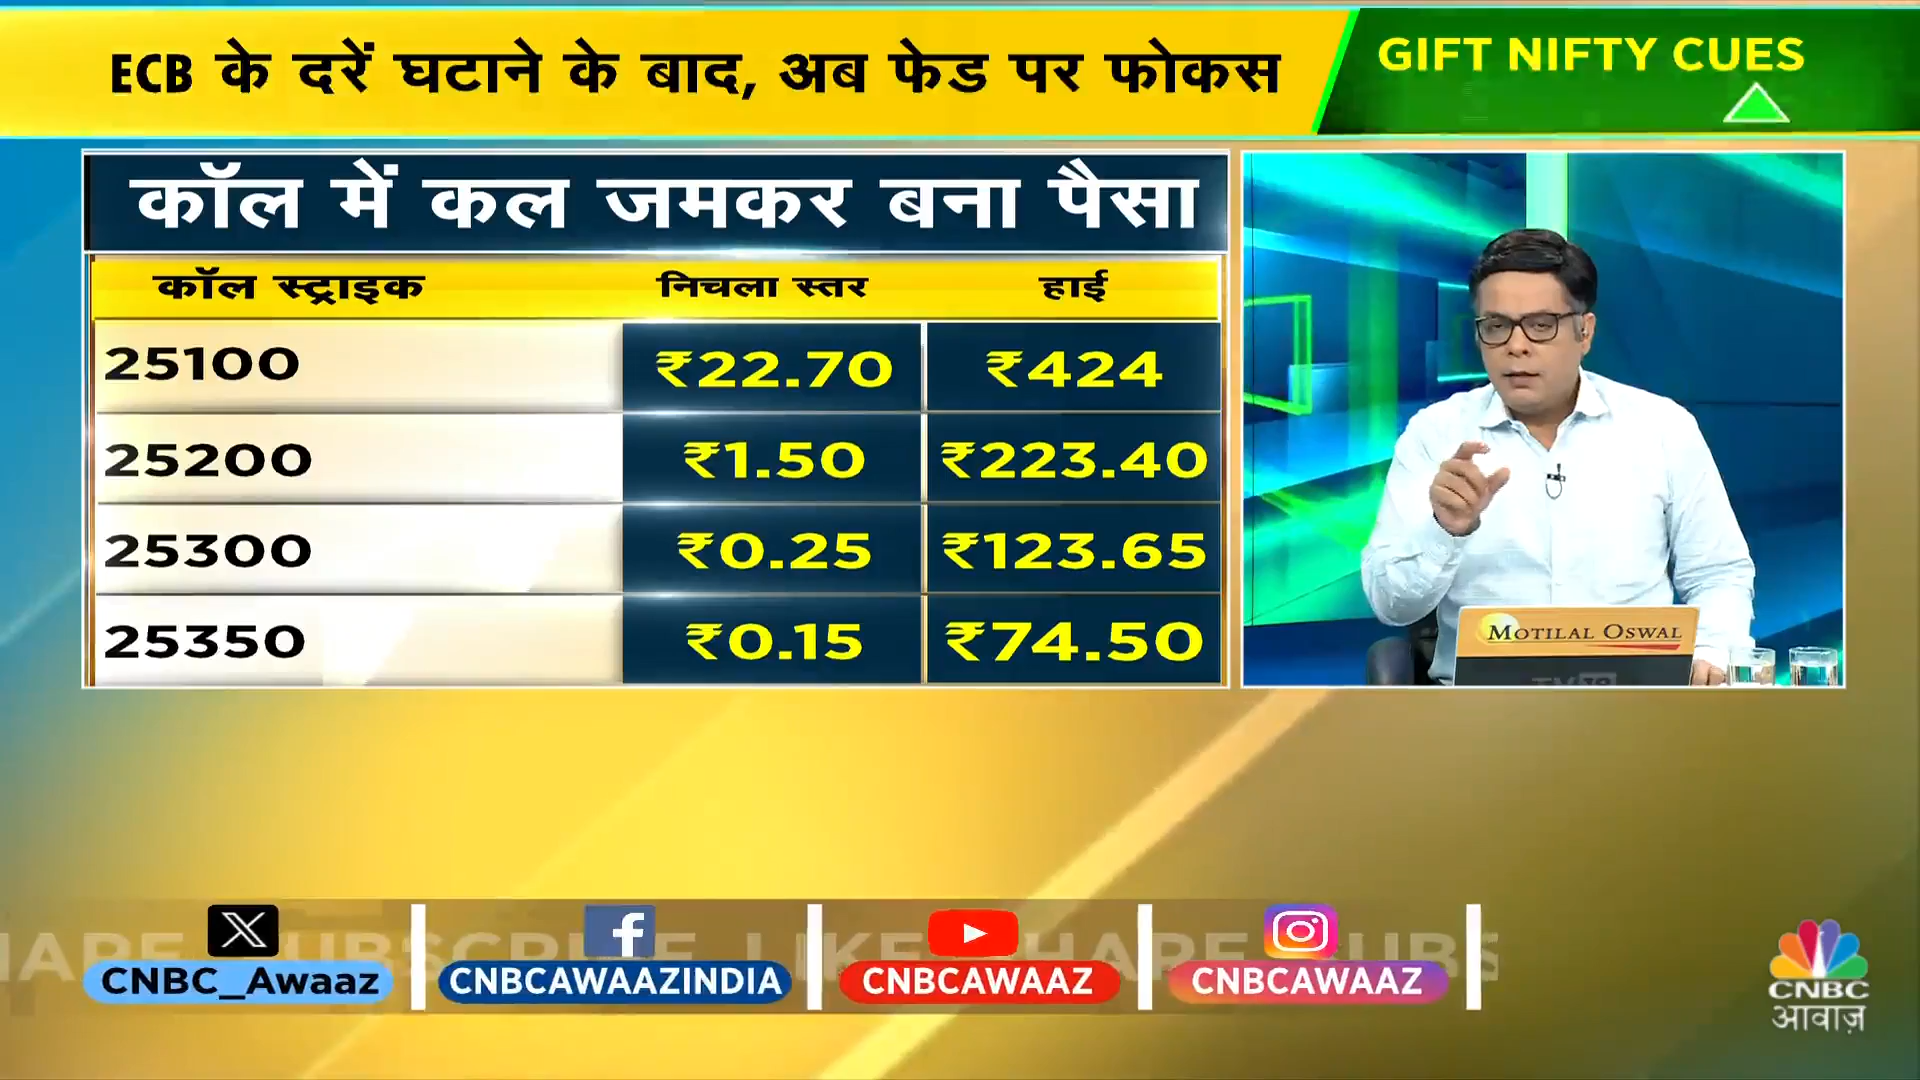 ECB के दरें घटाने के बाद, अब फेड पर फोकस
GIFT NIFTY CUES
कॉल में कल जमकर बना पैसा
कॉल स्ट्राइक निचला स्तर हाई
25100 ₹22.70 ₹424
25200 ₹1.50 ₹223.40
25300 ₹0.25 ₹123.65
25350 ₹0.15 ₹74.50
MOTILAL OSWAL
CNBC_Awaaz
CNBCAWAAZINDIA
CNBCAWAAZ
CNBCAWAAZ
CNBC
आवाज़